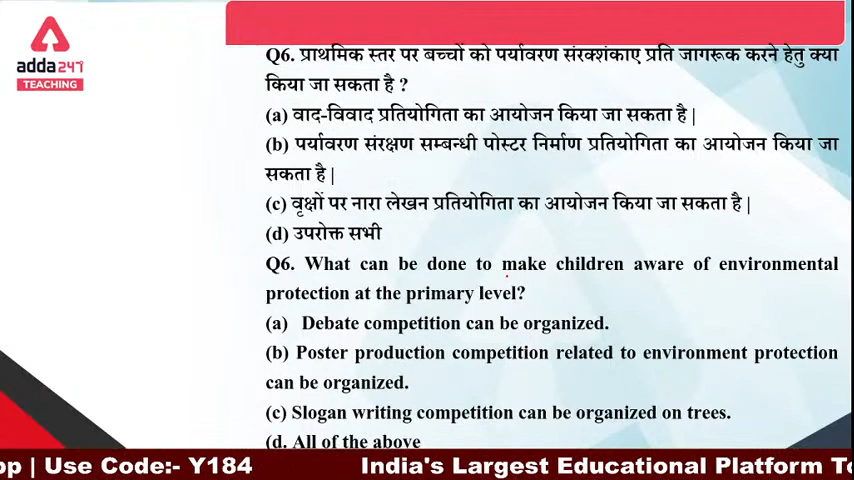 adda247
TEACHING
Q6. प्राथमिक स्तर पर बच्चों को पर्यावरण संरक्शंकाए प्रति जागरूक करने हेतु क्या
किया जा सकता है ?
(a) वाद-विवाद प्रतियोगिता का आयोजन किया जा सकता है |
(b) पर्यावरण संरक्षण सम्बन्धी पोस्टर निर्माण प्रतियोगिता का आयोजन किया जा
सकता है |
(c) वृक्षों पर नारा लेखन प्रतियोगिता का आयोजन किया जा सकता है |
(d) उपरोक्त सभी
Q6. What can be done to make children aware of environmental
protection at the primary level?
(a) Debate competition can be organized.
(b) Poster production competition related to environment protection
can be organized.
(c) Slogan writing competition can be organized on trees.
(d. All of the above
pp | Use Code:- Y184 India's Largest Educational Platform To